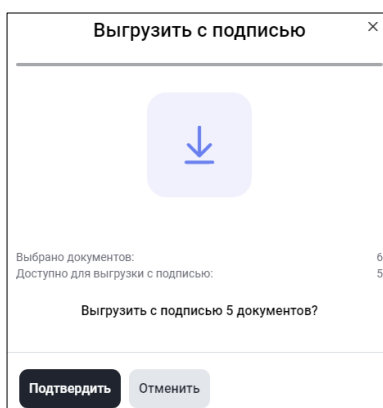 Выгрузить с подписью
Выбрано документов: 6
Доступно для выгрузки с подписью: 5
Выгрузить с подписью 5 документов?
Подтвердить Отменить